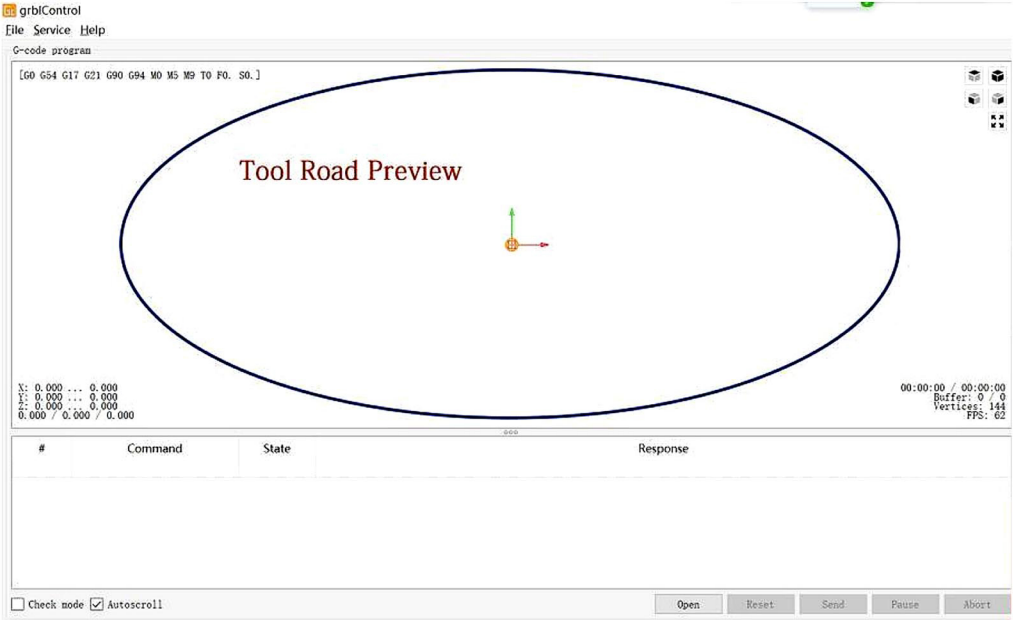 grblControl
File Service Help
G-code program
[G0 G54 G17 G21 G90 G94 M0 M5 M9 T0 F0. S0.]
Tool Road Preview
X: 0.000 ... 0.000
Y: 0.000 ... 0.000
Z: 0.000 ... 0.000
0.000 / 0.000 / 0.000
00:00:00 / 00:00:00
Buffer: 0 / 0
Vertices: 144
FPS: 62
# Command State Response
Check mode Autoscroll Open Reset Send Pause Abort